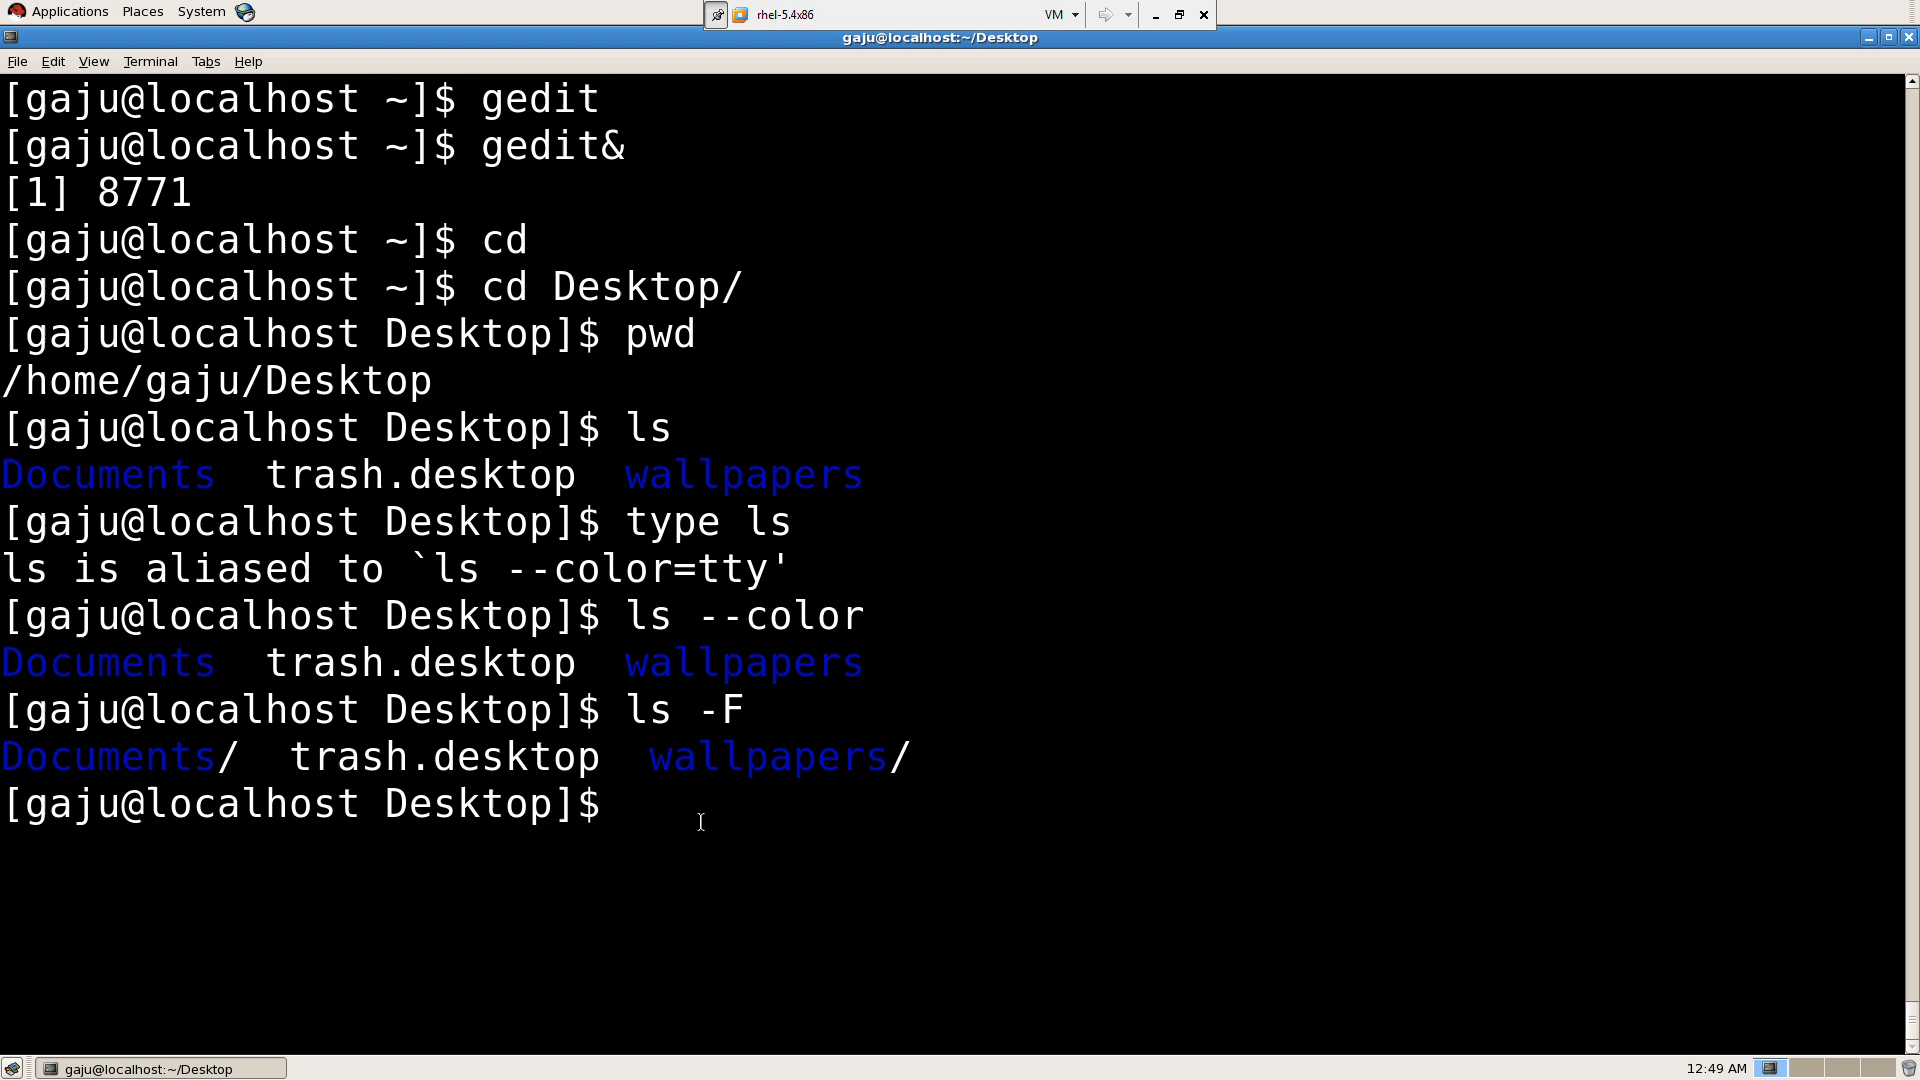 Applications Places System
rhel-5.4x86 VM
gaju@localhost:~/Desktop
File Edit View Terminal Tabs Help
[gaju@localhost ~]$ gedit
[gaju@localhost ~]$ gedit&
[1] 8771
[gaju@localhost ~]$ cd
[gaju@localhost ~]$ cd Desktop/
[gaju@localhost Desktop]$ pwd
/home/gaju/Desktop
[gaju@localhost Desktop]$ ls
Documents  trash.desktop  wallpapers
[gaju@localhost Desktop]$ type ls
ls is aliased to `ls --color=tty'
[gaju@localhost Desktop]$ ls --color
Documents  trash.desktop  wallpapers
[gaju@localhost Desktop]$ ls -F
Documents/  trash.desktop  wallpapers/
[gaju@localhost Desktop]$
gaju@localhost:~/Desktop 12:49 AM